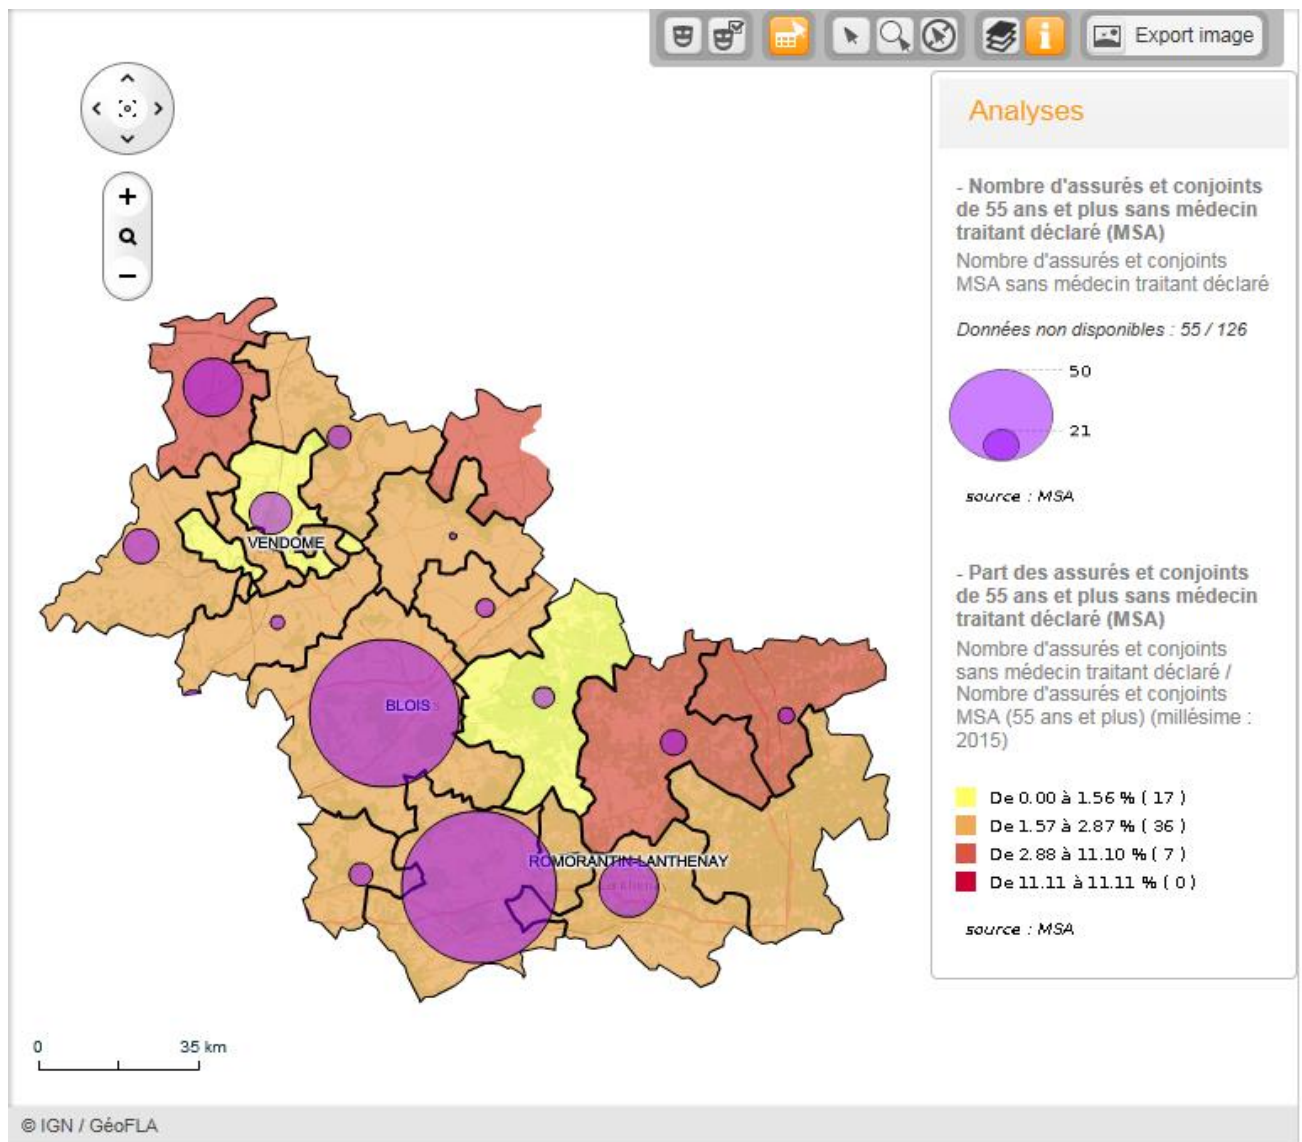 Export image
Analyses
- Nombre d'assurés et conjoints
de 55 ans et plus sans médecin
traitant déclaré (MSA)
Nombre d'assurés et conjoints
MSA sans médecin traitant déclaré
Données non disponibles : 55 / 126
50
21
source : MSA
- Part des assurés et conjoints
de 55 ans et plus sans médecin
traitant déclaré (MSA)
Nombre d'assurés et conjoints
sans médecin traitant déclaré /
Nombre d'assurés et conjoints
MSA (55 ans et plus) (millésime :
2015)
De 0.00 à 1.56 % ( 17 )
De 1.57 à 2.87 % ( 36 )
De 2.88 à 11.10 % ( 7 )
De 11.11 à 11.11 % ( 0 )
source : MSA
VENDOME
BLOIS
ROMORANTIN-LANTHENAY
0 35 km
© IGN / GéoFLA